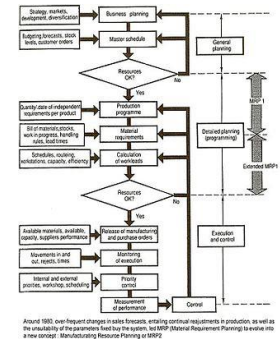 Strategy, markets,
development, diversification
Business planning
Budgeting, forecasts, stock
levels, customer orders
Master schedule
General
planning
Resources
OK?
No
Yes
MRP 1
Quantity/date of independent
requirements per product
Production
programme
Bill of materials, stocks,
work in progress, handling
rules, lead times
Material
requirements
Detailed planning
(programming)
Schedules, routeing,
workstations, capacity, efficiency
Calculation
of workloads
Extended MRP1
Resources
OK?
No
Yes
Execution
and control
Available materials, available
capacity, suppliers performance
Release of manufacturing
and purchase orders
Movements in and
out, rejects, times
Monitoring
of execution
Internal and external
priorities, workshop, scheduling
Priority
control
Measurement
of performance
Control
Around 1980, over-frequent changes in sales forecasts, entailing continual readjustments in production, as well as
the unsuitability of the parameters fixed by the system, led MRP (Material Requirement Planning) to evolve into
a new concept : Manufacturing Resource Planning or MRP2